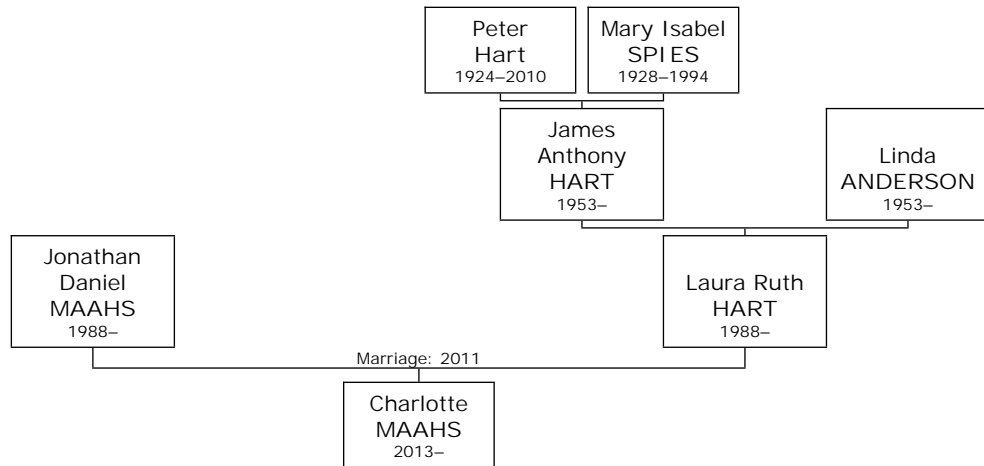 Peter
Hart
1924–2010
Mary Isabel
SPIES
1928–1994
James
Anthony
HART
1953–
Linda
ANDERSON
1953–
Jonathan
Daniel
MAAHS
1988–
Laura Ruth
HART
1988–
Marriage: 2011
Charlotte
MAAHS
2013–